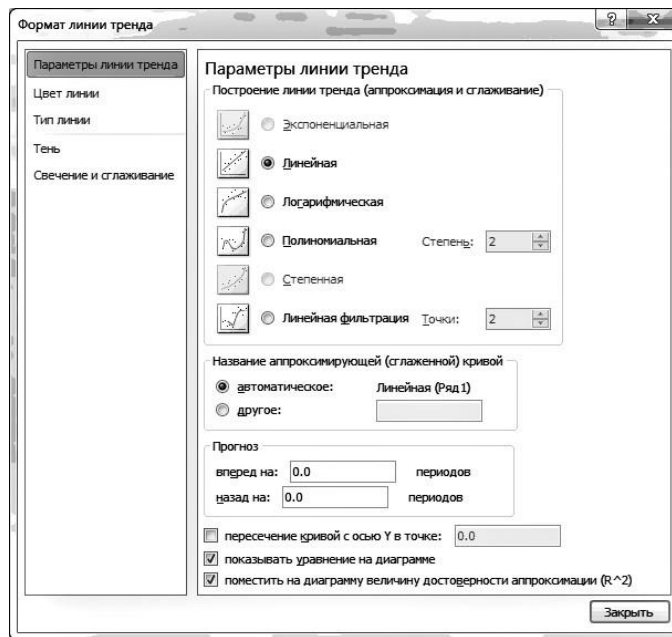 Формат линии тренда
Параметры линии тренда
Цвет линии
Тип линии
Тень
Свечение и сглаживание
Параметры линии тренда
Построение линии тренда (аппроксимация и сглаживание)
Экспоненциальная
Линейная
Логарифмическая
Полиномиальная Степень: 2
Степенная
Линейная фильтрация Точки: 2
Название аппроксимирующей (сглаженной) кривой
автоматическое: Линейная (Ряд1)
другое:
Прогноз
вперед на: 0.0 периодов
назад на: 0.0 периодов
пересечение кривой с осью Y в точке: 0.0
показывать уравнение на диаграмме
поместить на диаграмму величину достоверности аппроксимации (R^2)
Закрыть